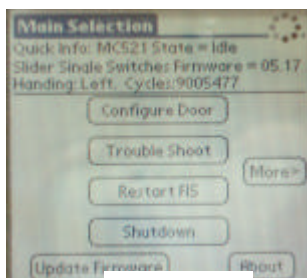 Main Selection
Quick Info: MC521 State = Idle
Slider Single Switches Firmware = 05.17
Handing: Left. Cycles:9005477
Configure Door
Trouble Shoot
More>
Restart FIS
Shutdown
Update Firmware
About